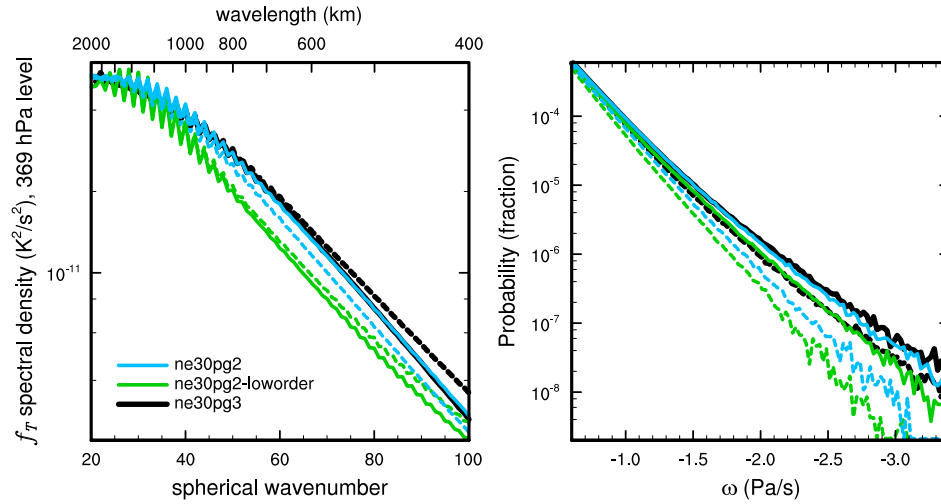 wavelength (km)
2000 1000 800 600 400
f_T spectral density (K²/s²), 369 hPa level
10⁻¹¹
ne30pg2
ne30pg2-loworder
ne30pg3
20 40 60 80 100
spherical wavenumber
Probability (fraction)
10⁻⁴
10⁻⁵
10⁻⁶
10⁻⁷
10⁻⁸
-1.0 -1.5 -2.0 -2.5 -3.0
ω (Pa/s)